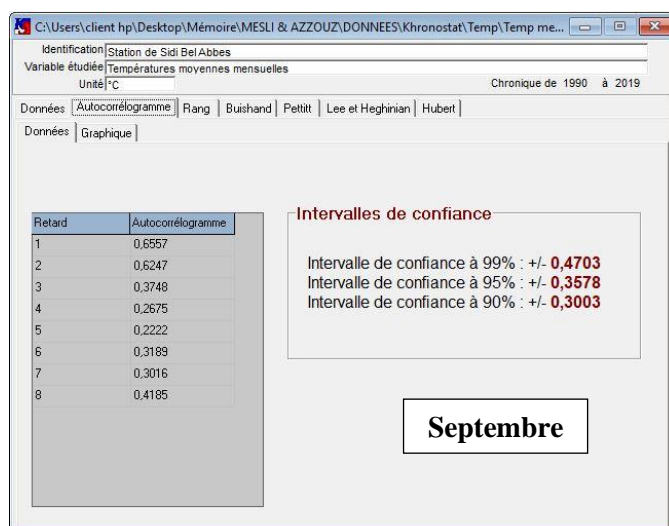 C:\Users\client hp\Desktop\Mémoire\MESLI & AZZOUZ\DONNEES\Khronostat\Temp\Temp me...
Identification Station de Sidi Bel Abbes
Variable étudiée Températures moyennes mensuelles
Unité °C Chronique de 1990 à 2019
Données Autocorrélogramme Rang Buishand Pettitt Lee et Heghinian Hubert
Données Graphique
Retard Autocorrélogramme
1 0,6557
2 0,6247
3 0,3748
4 0,2675
5 0,2222
6 0,3189
7 0,3016
8 0,4185
Intervalles de confiance
Intervalle de confiance à 99% : +/- 0,4703
Intervalle de confiance à 95% : +/- 0,3578
Intervalle de confiance à 90% : +/- 0,3003
Septembre